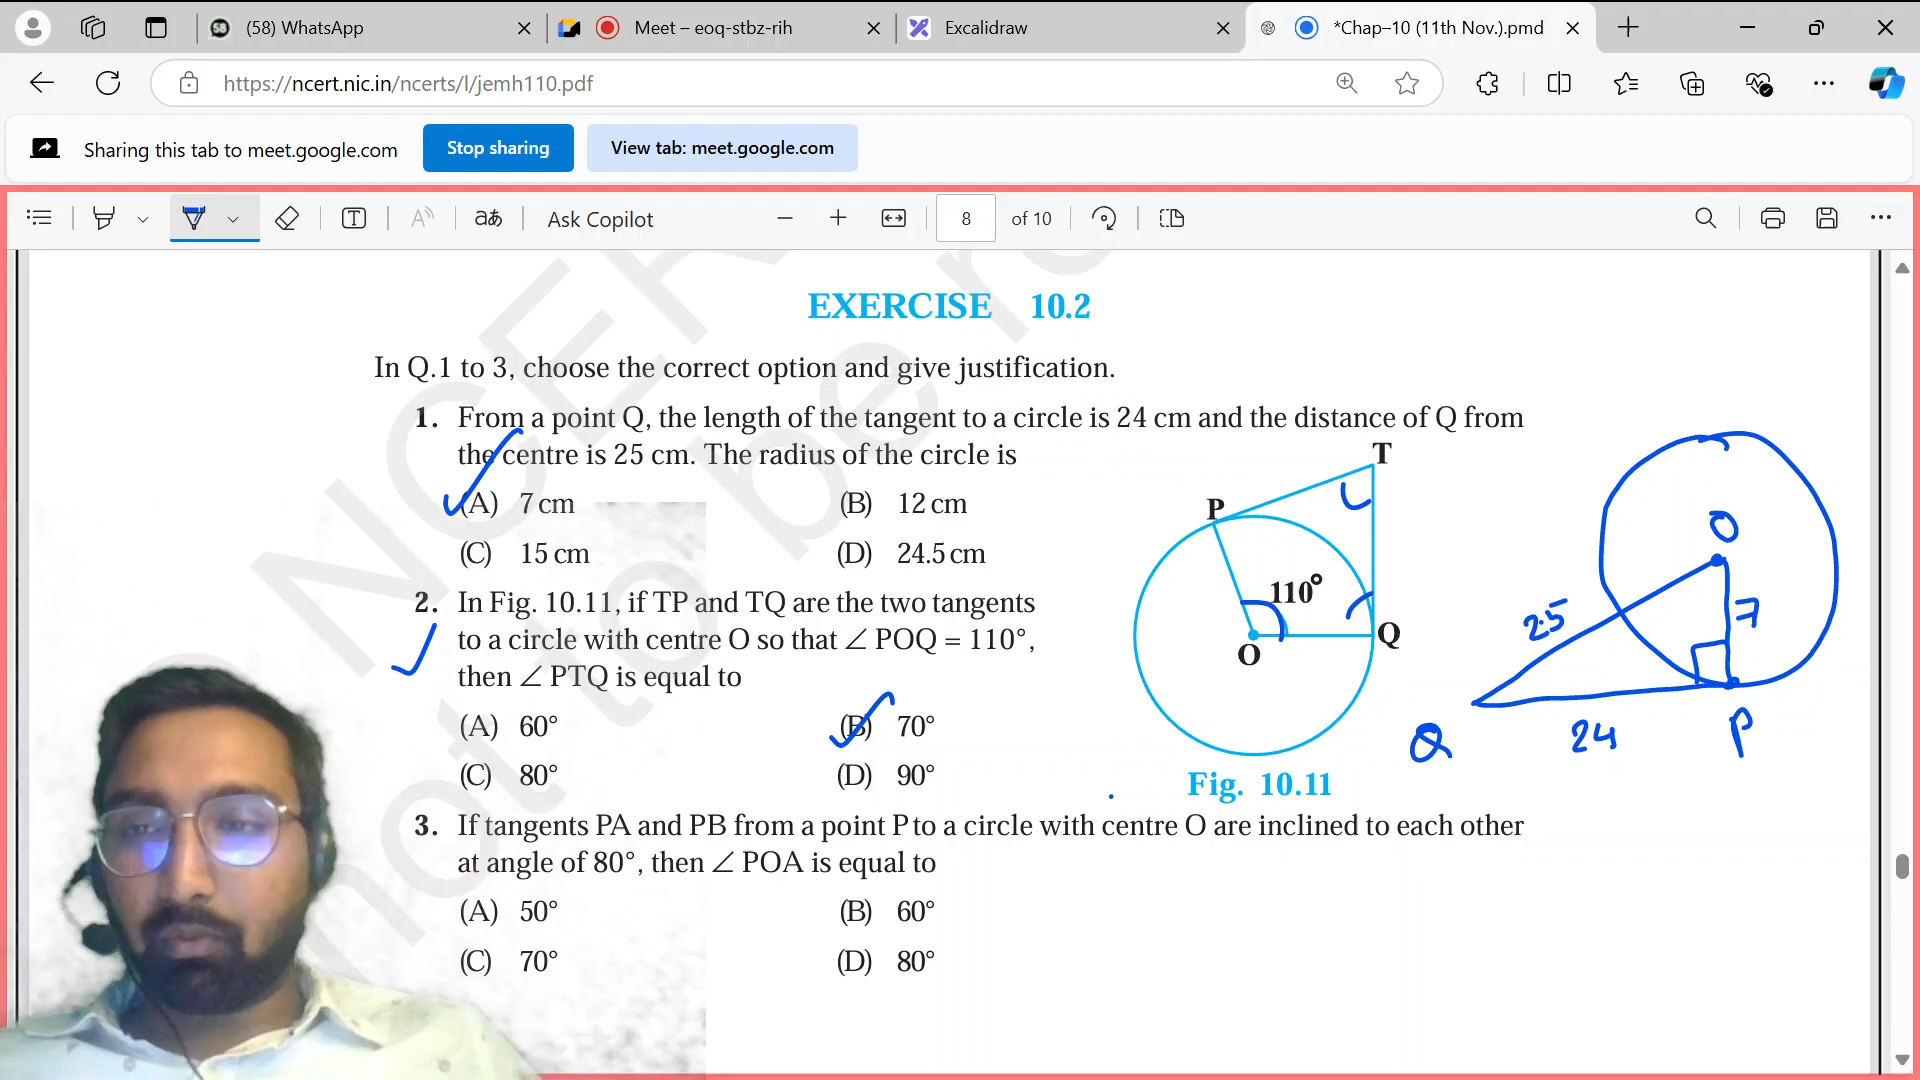 58 (58) WhatsApp
Meet – eoq-stbz-rih
Excalidraw
*Chap–10 (11th Nov.).pmd
https://ncert.nic.in/ncerts/l/jemh110.pdf
Sharing this tab to meet.google.com Stop sharing View tab: meet.google.com
T A aあ Ask Copilot 8 of 10
EXERCISE 10.2
In Q.1 to 3, choose the correct option and give justification.
1. From a point Q, the length of the tangent to a circle is 24 cm and the distance of Q from
the centre is 25 cm. The radius of the circle is
(A) 7 cm (B) 12 cm
(C) 15 cm (D) 24.5 cm
2. In Fig. 10.11, if TP and TQ are the two tangents
to a circle with centre O so that ∠ POQ = 110°,
then ∠ PTQ is equal to
(A) 60° (B) 70°
(C) 80° (D) 90°
T
P
110°
O
Q
Fig. 10.11
O
25
7
Q
24
P
3. If tangents PA and PB from a point P to a circle with centre O are inclined to each other
at angle of 80°, then ∠ POA is equal to
(A) 50° (B) 60°
(C) 70° (D) 80°
NCER
not to be re